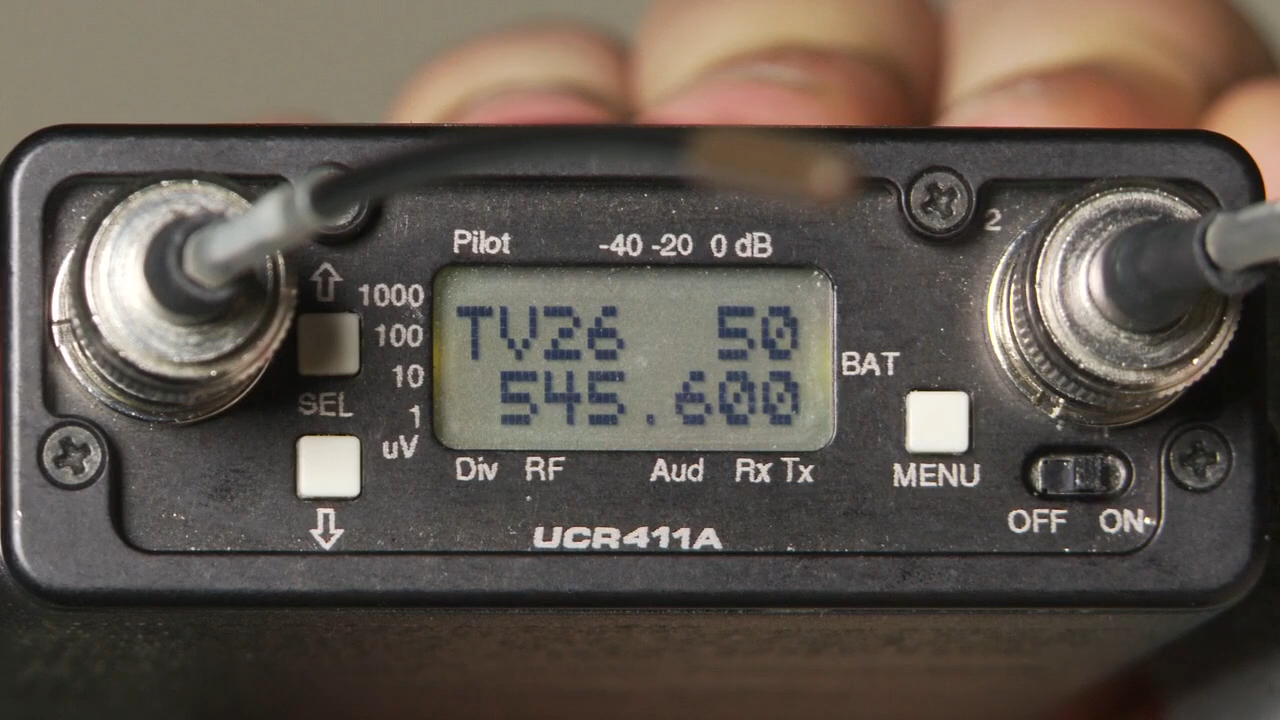 Pilot -40 -20 0 dB
2
1000
100
10
1
uV
SEL
TV26 50
545.600
BAT
MENU
Div RF Aud Rx Tx
OFF ON
UCR411A